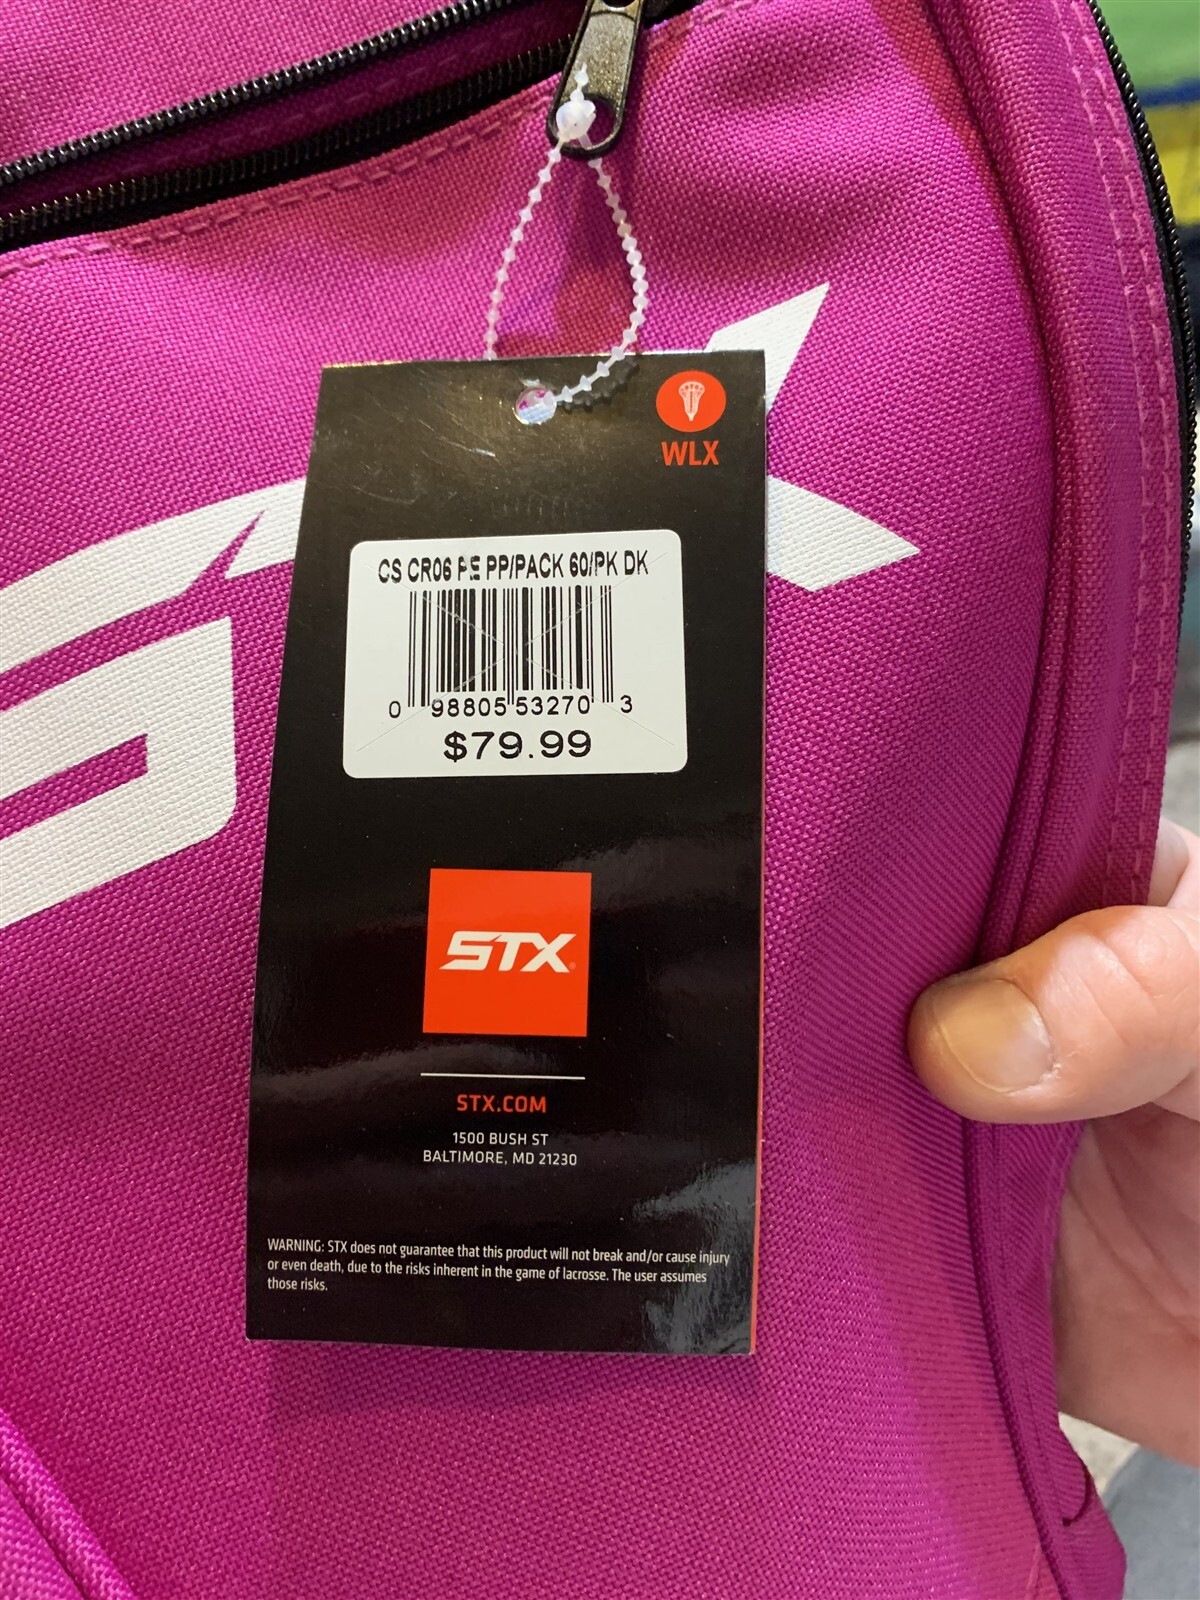 STX
WLX
CS CR06 PP/PACK 60/PK DK
0 98805 53270 3
$79.99
STX
STX.COM
1500 BUSH ST
BALTIMORE, MD 21230
WARNING: STX does not guarantee that this product will not break and/or cause injury
or even death, due to the risks inherent in the game of lacrosse. The user assumes
those risks.